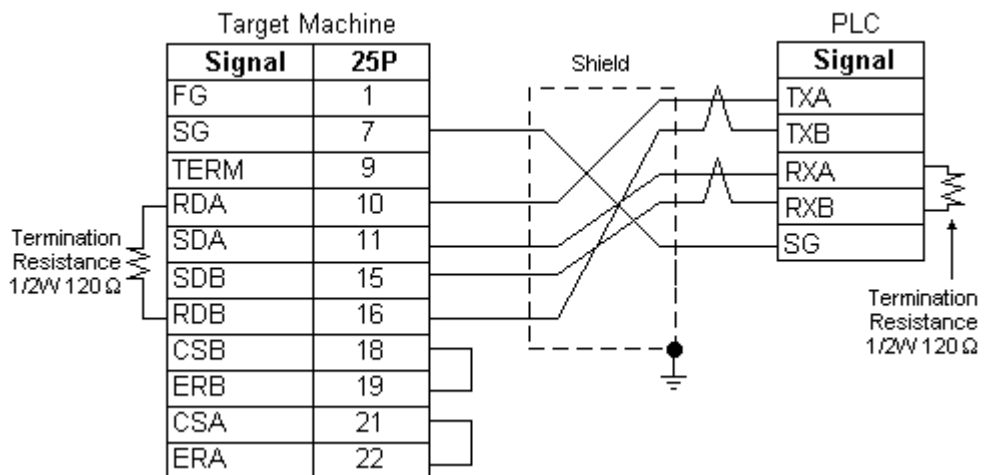 Target Machine
Signal 25P
FG 1
SG 7
TERM 9
RDA 10
SDA 11
SDB 15
RDB 16
CSB 18
ERB 19
CSA 21
ERA 22
Termination
Resistance
1/2W 120 Ω
Shield
PLC
Signal
TXA
TXB
RXA
RXB
SG
Termination
Resistance
1/2W 120 Ω